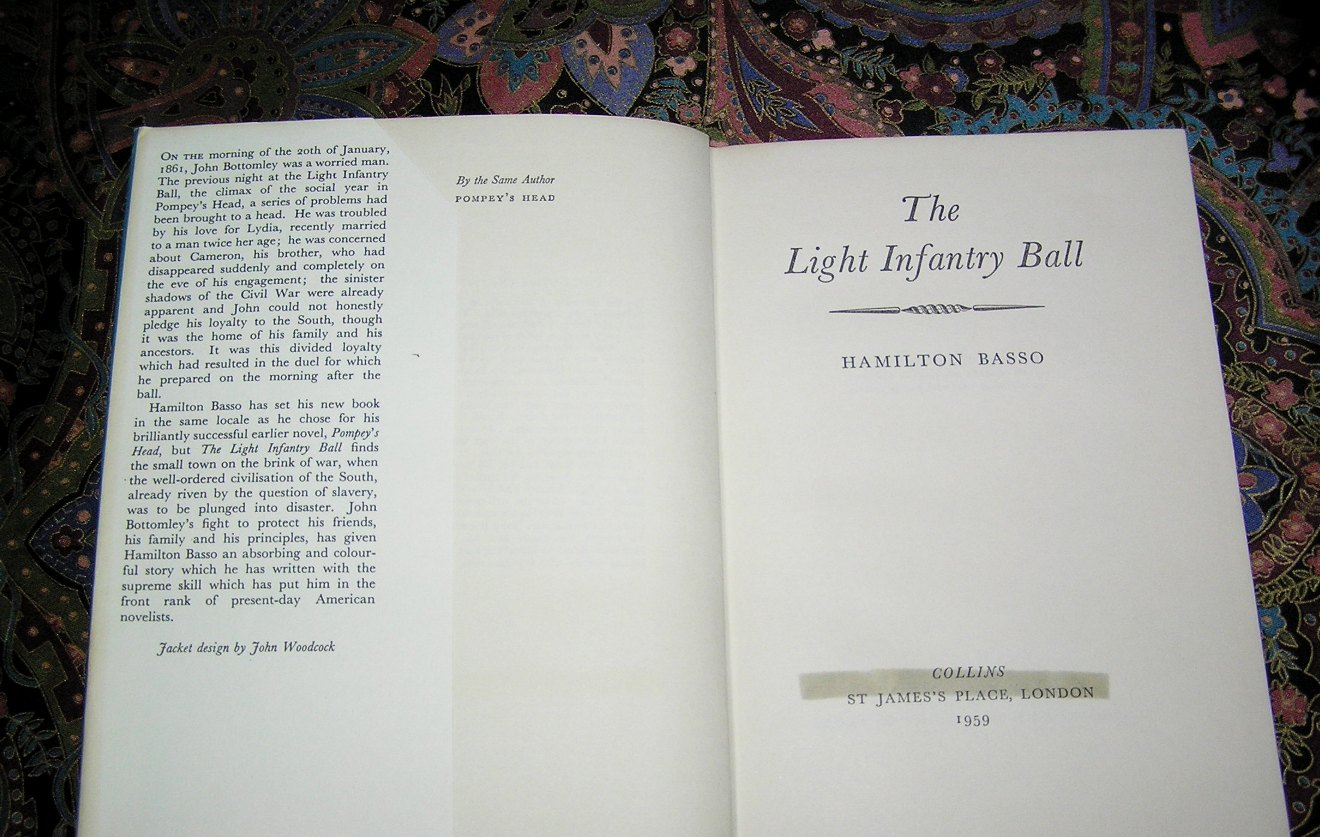 ON THE morning of the 20th of January,
1861, John Bottomley was a worried man.
The previous night at the Light Infantry
Ball, the climax of the social year in
Pompey's Head, a series of problems had
been brought to a head. He was troubled
by his love for Lydia, recently married
to a man twice her age; he was concerned
about Cameron, his brother, who had
disappeared suddenly and completely on
the eve of his engagement; the sinister
shadows of the Civil War were already
apparent and John could not honestly
pledge his loyalty to the South, though
it was the home of his family and his
ancestors. It was this divided loyalty
which had resulted in the duel for which
he prepared on the morning after the
ball.
Hamilton Basso has set his new book
in the same locale as he chose for his
brilliantly successful earlier novel, Pompey's
Head, but The Light Infantry Ball finds
the small town on the brink of war, when
the well-ordered civilisation of the South,
already riven by the question of slavery,
was to be plunged into disaster. John
Bottomley's fight to protect his friends,
his family and his principles, has given
Hamilton Basso an absorbing and colour-
ful story which he has written with the
supreme skill which has put him in the
front rank of present-day American
novelists.
Jacket design by John Woodcock
By the Same Author
POMPEY'S HEAD
The
Light Infantry Ball
HAMILTON BASSO
COLLINS
ST JAMES'S PLACE, LONDON
1959